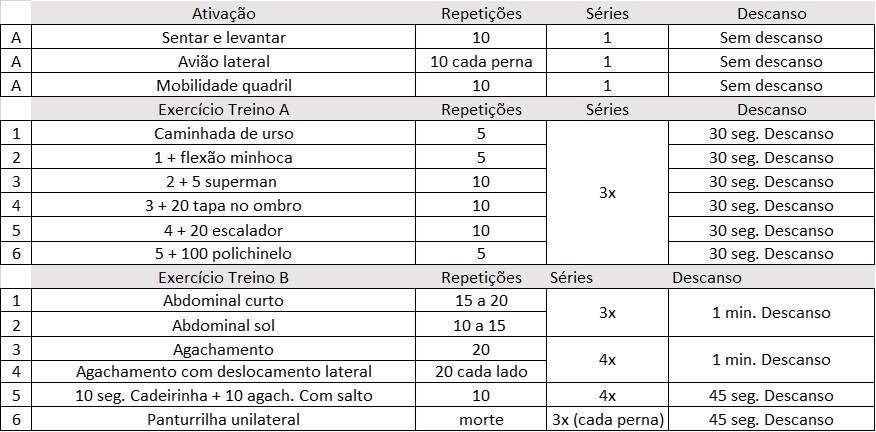 Ativação Repetições Séries Descanso
A Sentar e levantar 10 1 Sem descanso
A Avião lateral 10 cada perna 1 Sem descanso
A Mobilidade quadril 10 1 Sem descanso
Exercício Treino A Repetições Séries Descanso
1 Caminhada de urso 5 3x 30 seg. Descanso
2 1 + flexão minhoca 5 30 seg. Descanso
3 2 + 5 superman 10 30 seg. Descanso
4 3 + 20 tapa no ombro 10 30 seg. Descanso
5 4 + 20 escalador 10 30 seg. Descanso
6 5 + 100 polichinelo 5 30 seg. Descanso
Exercício Treino B Repetições Séries Descanso
1 Abdominal curto 15 a 20 3x 1 min. Descanso
2 Abdominal sol 10 a 15
3 Agachamento 20 4x 1 min. Descanso
4 Agachamento com deslocamento lateral 20 cada lado
5 10 seg. Cadeirinha + 10 agach. Com salto 10 4x 45 seg. Descanso
6 Panturrilha unilateral morte 3x (cada perna) 45 seg. Descanso